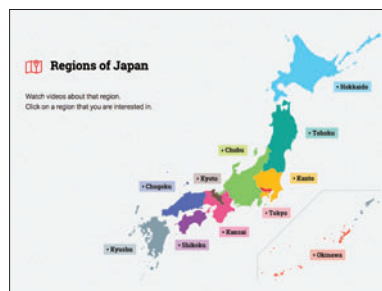 Regions of Japan
Watch videos about that region.
Click on a region that you are interested in.
• Hokkaido
• Tohoku
• Chubu
• Kyoto
• Kanto
• Chugoku
• Tokyo
• Kansai
• Shikoku
• Kyushu
• Okinawa